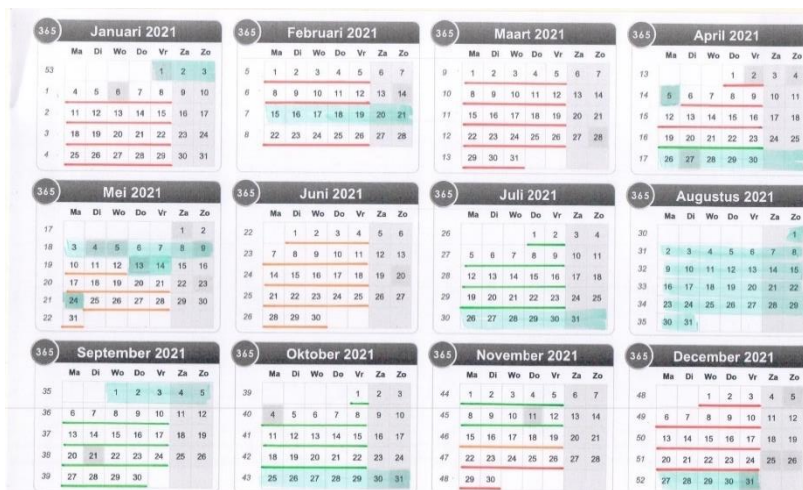 365 Januari 2021
Ma Di Wo Do Vr Za Zo
53 1 2 3
1 4 5 6 7 8 9 10
2 11 12 13 14 15 16 17
3 18 19 20 21 22 23 24
4 25 26 27 28 29 30 31
365 Februari 2021
Ma Di Wo Do Vr Za Zo
5 1 2 3 4 5 6 7
6 8 9 10 11 12 13 14
7 15 16 17 18 19 20 21
8 22 23 24 25 26 27 28
365 Maart 2021
Ma Di Wo Do Vr Za Zo
9 1 2 3 4 5 6 7
10 8 9 10 11 12 13 14
11 15 16 17 18 19 20 21
12 22 23 24 25 26 27 28
13 29 30 31
365 April 2021
Ma Di Wo Do Vr Za Zo
13 1 2 3 4
14 5 6 7 8 9 10 11
15 12 13 14 15 16 17 18
16 19 20 21 22 23 24 25
17 26 27 28 29 30
365 Mei 2021
Ma Di Wo Do Vr Za Zo
17 1 2
18 3 4 5 6 7 8 9
19 10 11 12 13 14 15 16
20 17 18 19 20 21 22 23
21 24 25 26 27 28 29 30
22 31
365 Juni 2021
Ma Di Wo Do Vr Za Zo
22 1 2 3 4 5 6
23 7 8 9 10 11 12 13
24 14 15 16 17 18 19 20
25 21 22 23 24 25 26 27
26 28 29 30
365 Juli 2021
Ma Di Wo Do Vr Za Zo
26 1 2 3 4
27 5 6 7 8 9 10 11
28 12 13 14 15 16 17 18
29 19 20 21 22 23 24 25
30 26 27 28 29 30 31
365 Augustus 2021
Ma Di Wo Do Vr Za Zo
30 1
31 2 3 4 5 6 7 8
32 9 10 11 12 13 14 15
33 16 17 18 19 20 21 22
34 23 24 25 26 27 28 29
35 30 31
365 September 2021
Ma Di Wo Do Vr Za Zo
35 1 2 3 4 5
36 6 7 8 9 10 11 12
37 13 14 15 16 17 18 19
38 20 21 22 23 24 25 26
39 27 28 29 30
365 Oktober 2021
Ma Di Wo Do Vr Za Zo
39 1 2 3
40 4 5 6 7 8 9 10
41 11 12 13 14 15 16 17
42 18 19 20 21 22 23 24
43 25 26 27 28 29 30 31
365 November 2021
Ma Di Wo Do Vr Za Zo
44 1 2 3 4 5 6 7
45 8 9 10 11 12 13 14
46 15 16 17 18 19 20 21
47 22 23 24 25 26 27 28
48 29 30
365 December 2021
Ma Di Wo Do Vr Za Zo
48 1 2 3 4 5
49 6 7 8 9 10 11 12
50 13 14 15 16 17 18 19
51 20 21 22 23 24 25 26
52 27 28 29 30 31